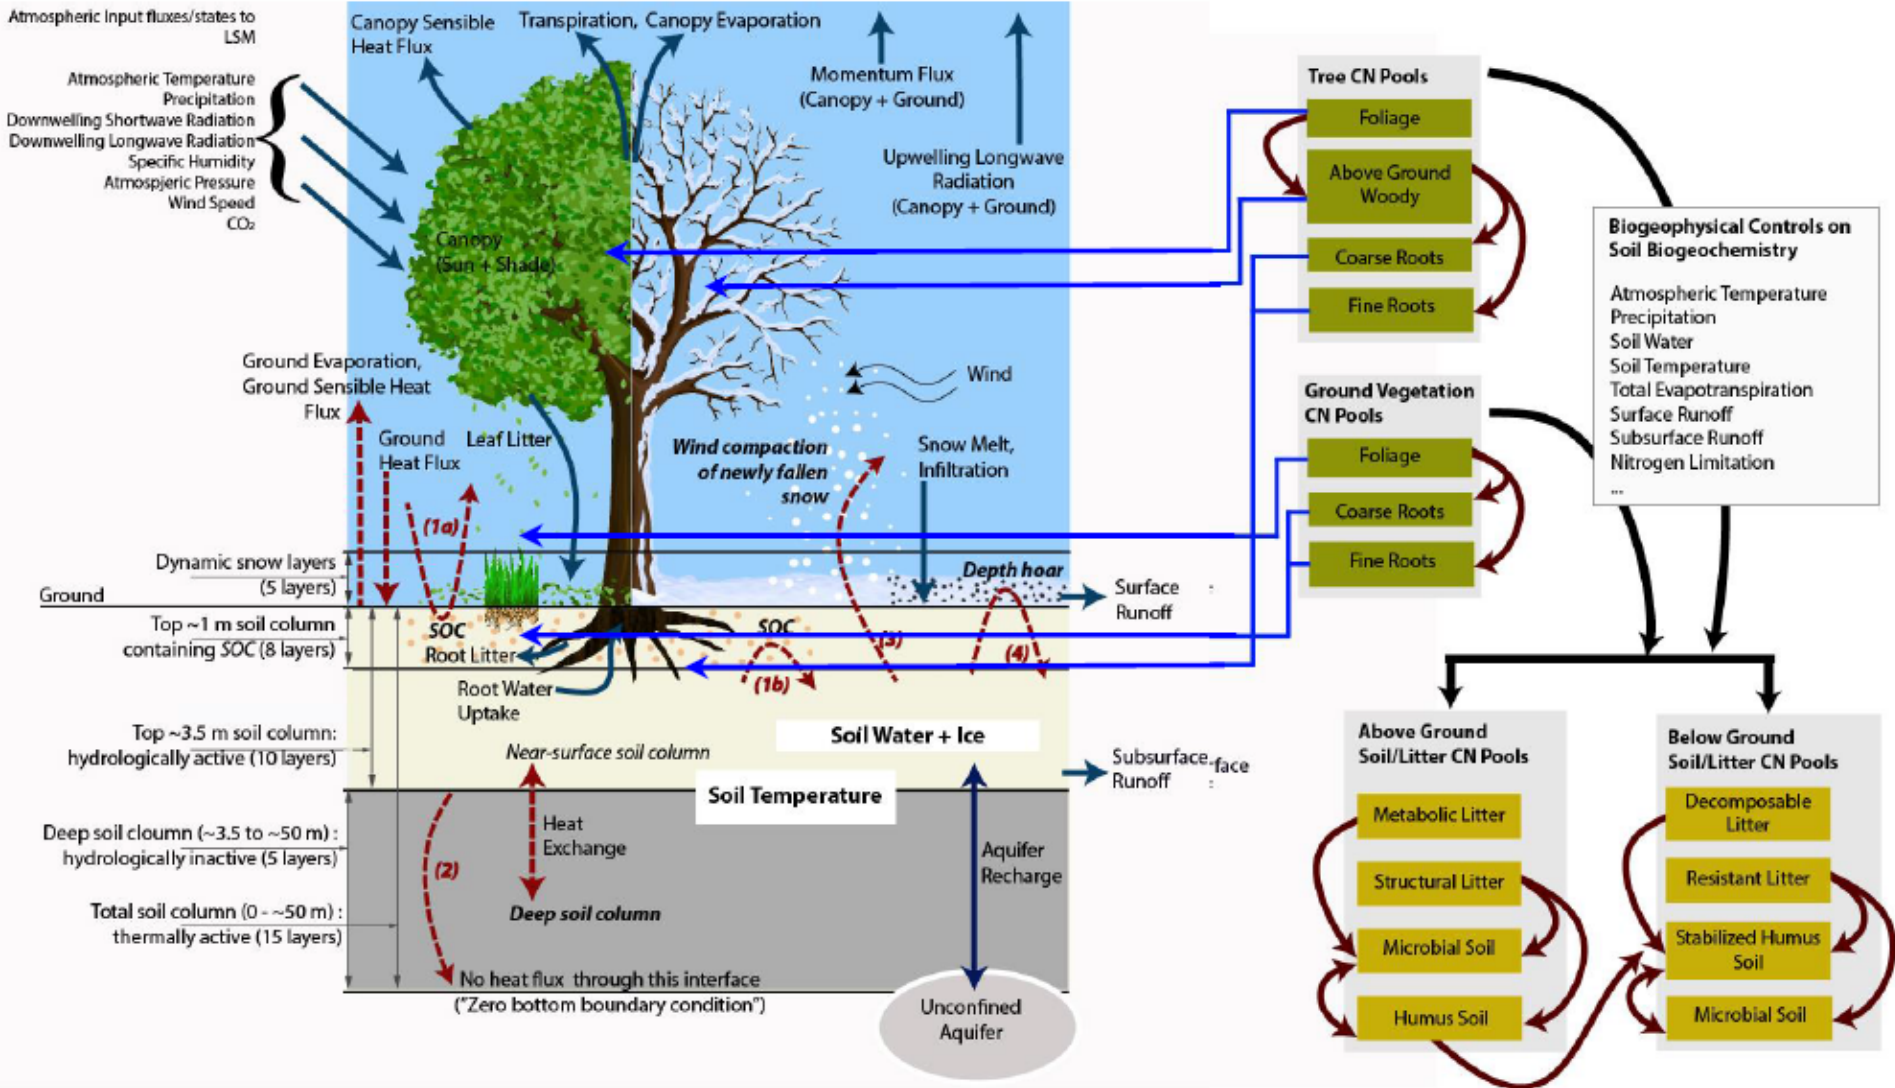 Atmospheric Input fluxes/states to
LSM
Atmospheric Temperature
Precipitation
Downwelling Shortwave Radiation
Downwelling Longwave Radiation
Specific Humidity
Atmospjeric Pressure
Wind Speed
CO₂
Canopy Sensible
Heat Flux
Transpiration, Canopy Evaporation
Momentum Flux
(Canopy + Ground)
Upwelling Longwave
Radiation
(Canopy + Ground)
Canopy
(Sun + Shade)
Ground Evaporation,
Ground Sensible Heat
Flux
Ground
Heat Flux
Leaf Litter
(1a)
Wind
Wind compaction
of newly fallen
snow
Snow Melt,
Infiltration
Depth hoar
Dynamic snow layers
(5 layers)
Ground
Surface
Runoff
:
Top ~1 m soil column
containing SOC (8 layers)
SOC
Root Litter
SOC
(1b)
(3)
(4)
Root Water
Uptake
Top ~3.5 m soil column:
hydrologically active (10 layers)
Soil Water + Ice
Near-surface soil column
Subsurface
Runoff
:face
:
Soil Temperature
Deep soil cloumn (~3.5 to ~50 m) :
hydrologically inactive (5 layers)
(2)
Heat
Exchange
Aquifer
Recharge
Deep soil column
Total soil column (0 - ~50 m) :
thermally active (15 layers)
No heat flux through this interface
("Zero bottom boundary condition")
Unconfined
Aquifer
Tree CN Pools
Foliage
Above Ground
Woody
Coarse Roots
Fine Roots
Ground Vegetation
CN Pools
Foliage
Coarse Roots
Fine Roots
Biogeophysical Controls on
Soil Biogeochemistry
Atmospheric Temperature
Precipitation
Soil Water
Soil Temperature
Total Evapotranspiration
Surface Runoff
Subsurface Runoff
Nitrogen Limitation
...
Above Ground
Soil/Litter CN Pools
Metabolic Litter
Structural Litter
Microbial Soil
Humus Soil
Below Ground
Soil/Litter CN Pools
Decomposable
Litter
Resistant Litter
Stabilized Humus
Soil
Microbial Soil